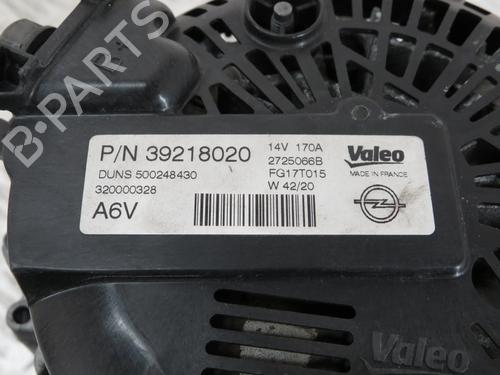 B-PARTS
P/N 39218020
14V 170A
Valeo
DUNS 500248430
2725066B
MADE IN FRANCE
320000328
FG17T015
A6V
W 42/20
Valeo